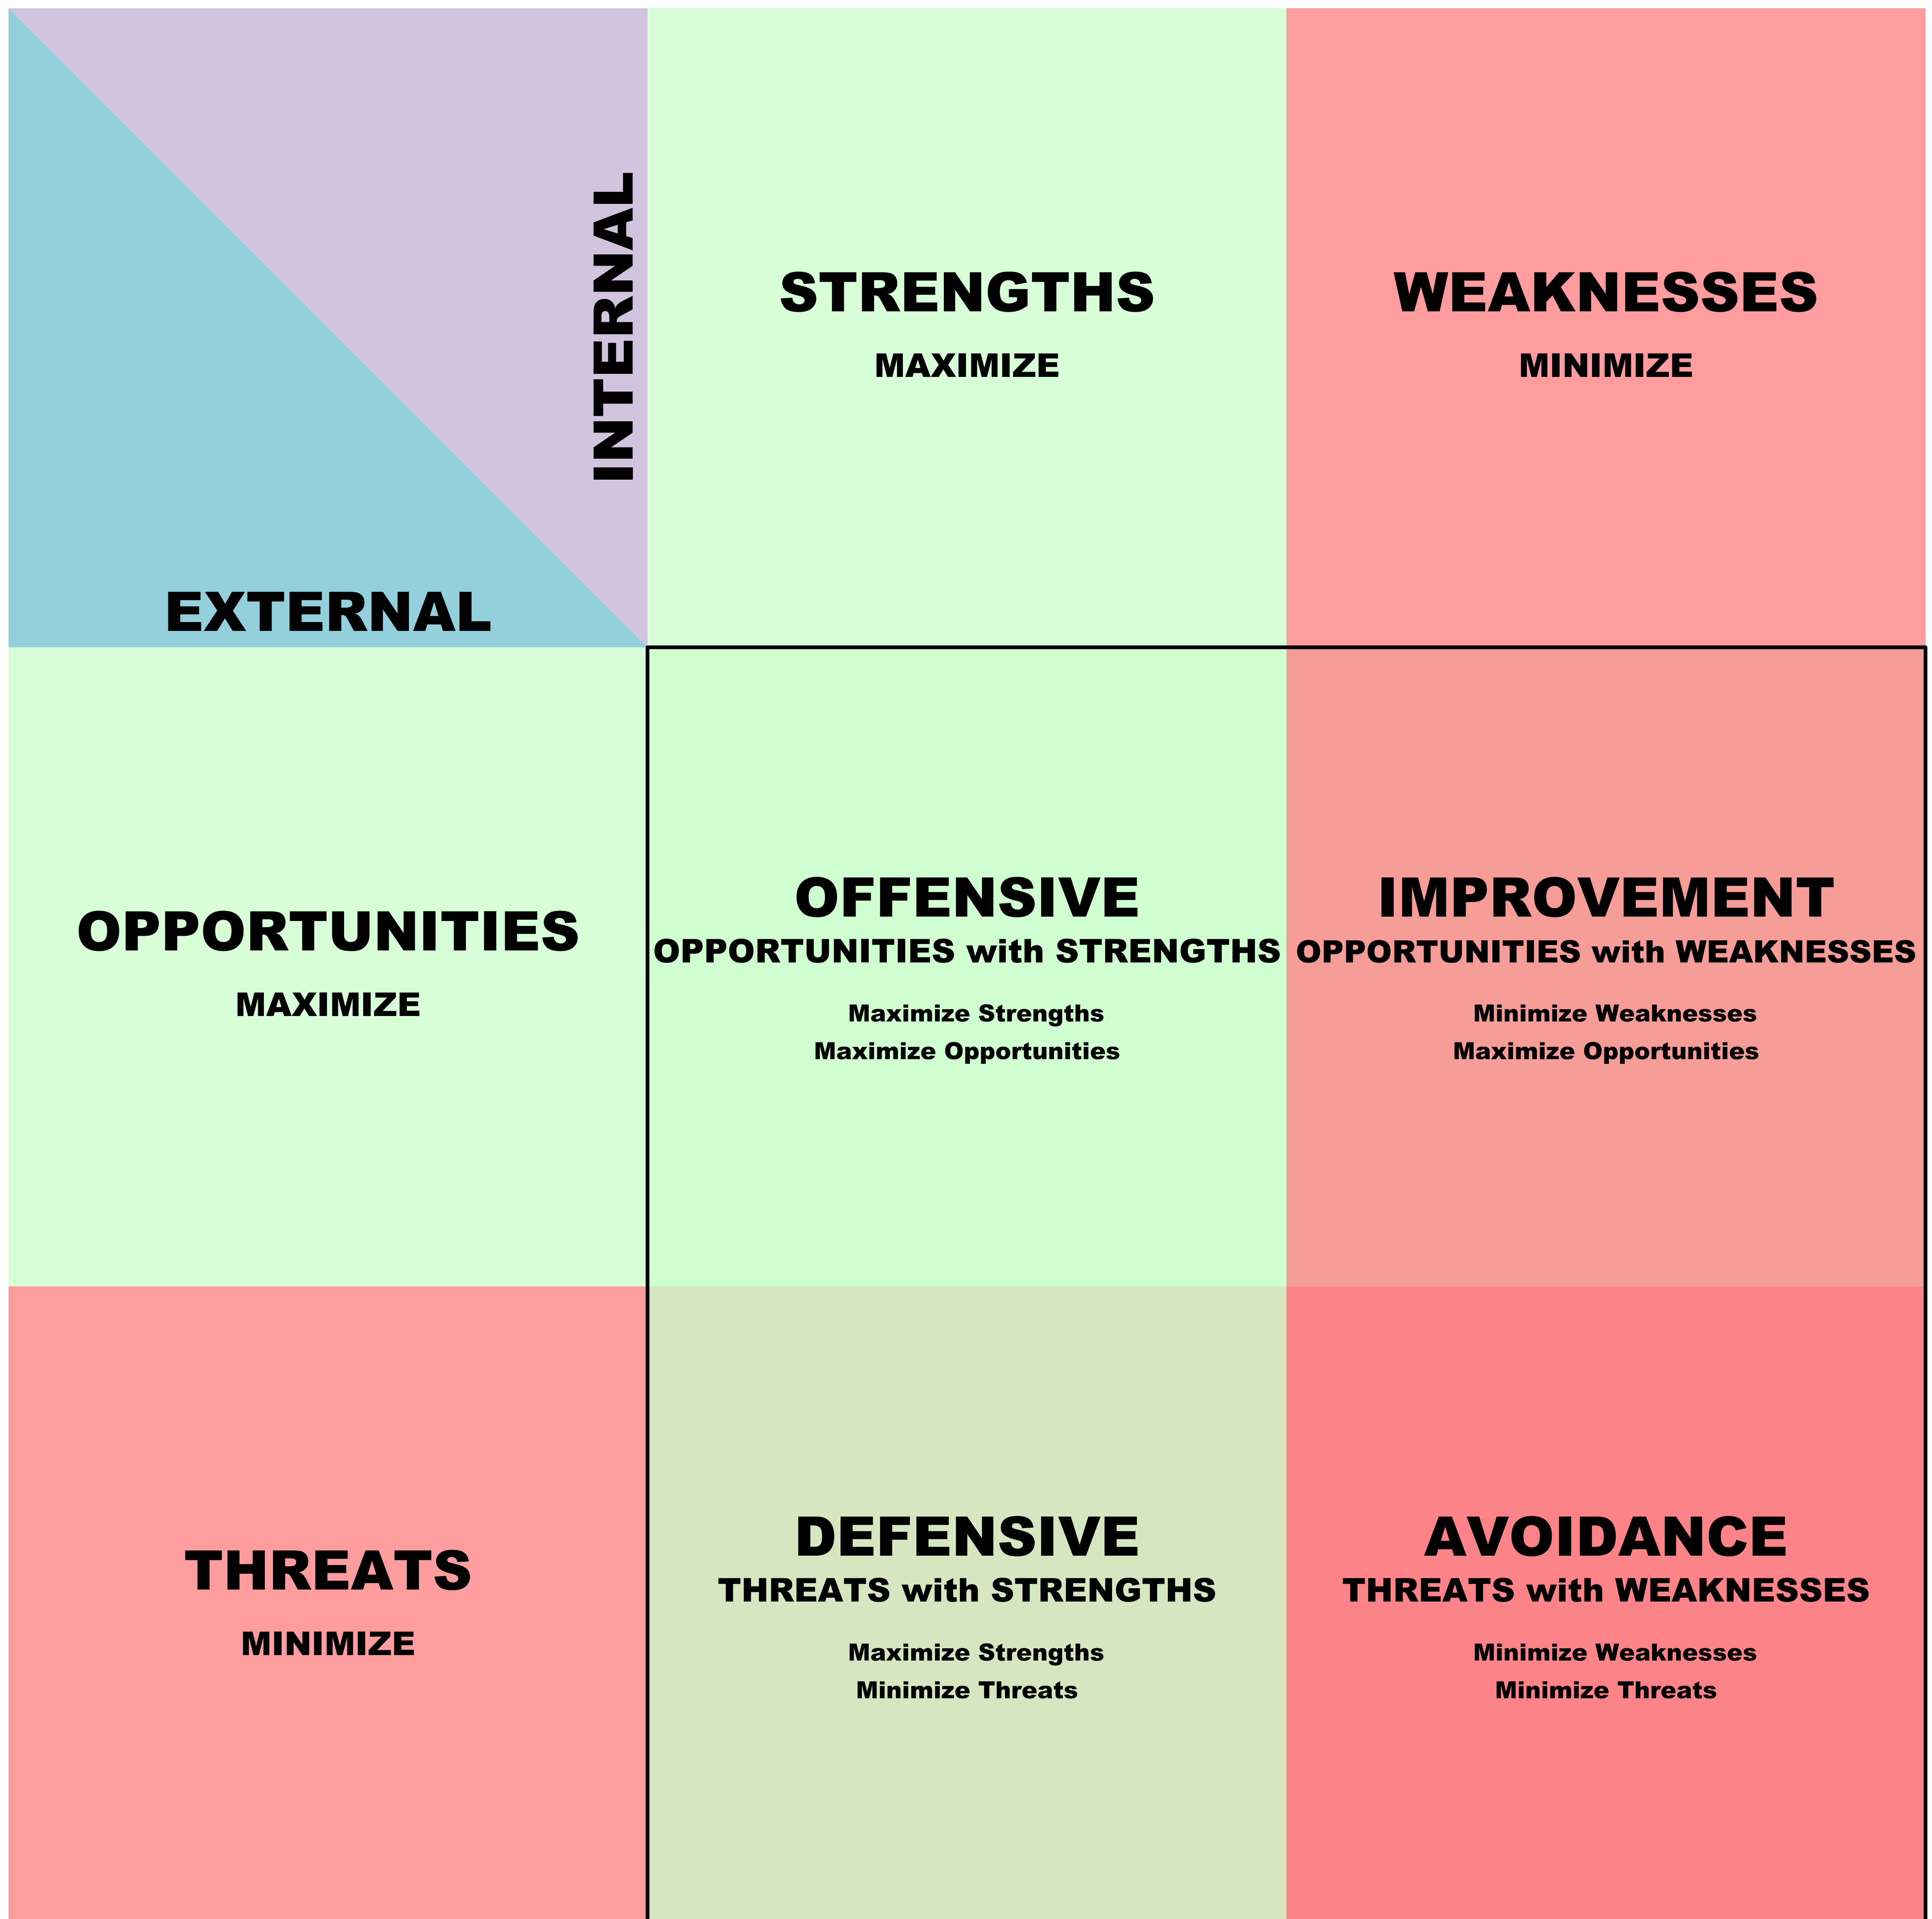 INTERNAL
EXTERNAL
STRENGTHS
MAXIMIZE
WEAKNESSES
MINIMIZE
OPPORTUNITIES
MAXIMIZE
OFFENSIVE
OPPORTUNITIES with STRENGTHS
Maximize Strengths
Maximize Opportunities
IMPROVEMENT
OPPORTUNITIES with WEAKNESSES
Minimize Weaknesses
Maximize Opportunities
THREATS
MINIMIZE
DEFENSIVE
THREATS with STRENGTHS
Maximize Strengths
Minimize Threats
AVOIDANCE
THREATS with WEAKNESSES
Minimize Weaknesses
Minimize Threats